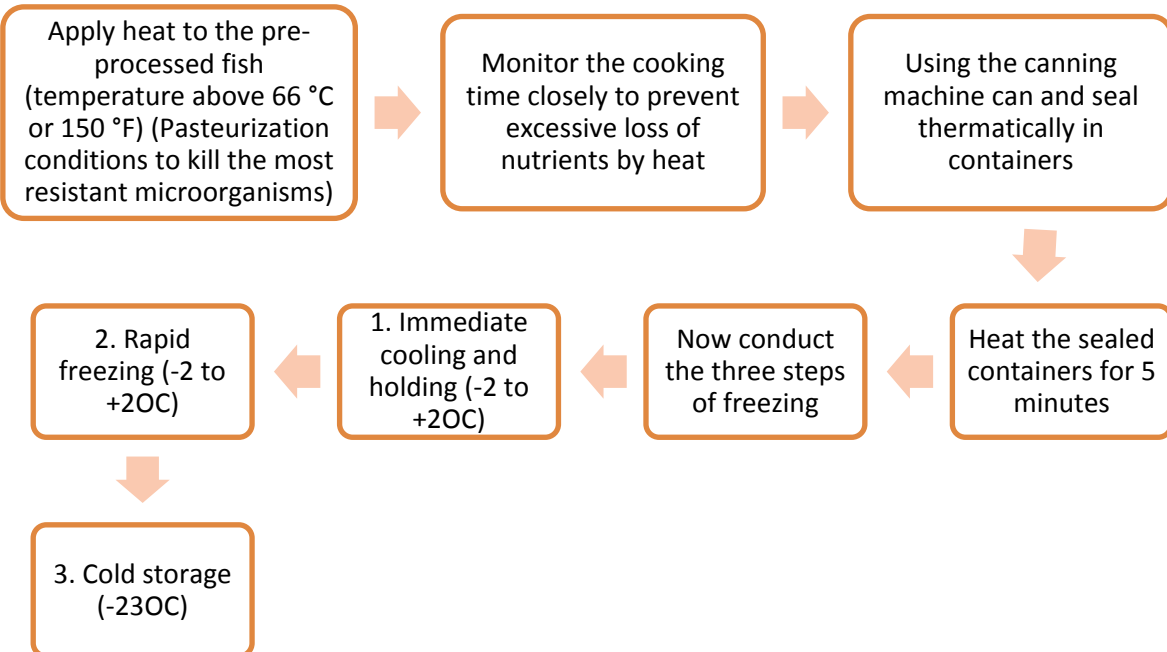 Apply heat to the pre-
processed fish
(temperature above 66 °C
or 150 °F) (Pasteurization
conditions to kill the most
resistant microorganisms)
Monitor the cooking
time closely to prevent
excessive loss of
nutrients by heat
Using the canning
machine can and seal
thermatically in
containers
Heat the sealed
containers for 5
minutes
Now conduct
the three steps
of freezing
1. Immediate
cooling and
holding (-2 to
+2OC)
2. Rapid
freezing (-2 to
+2OC)
3. Cold storage
(-23OC)